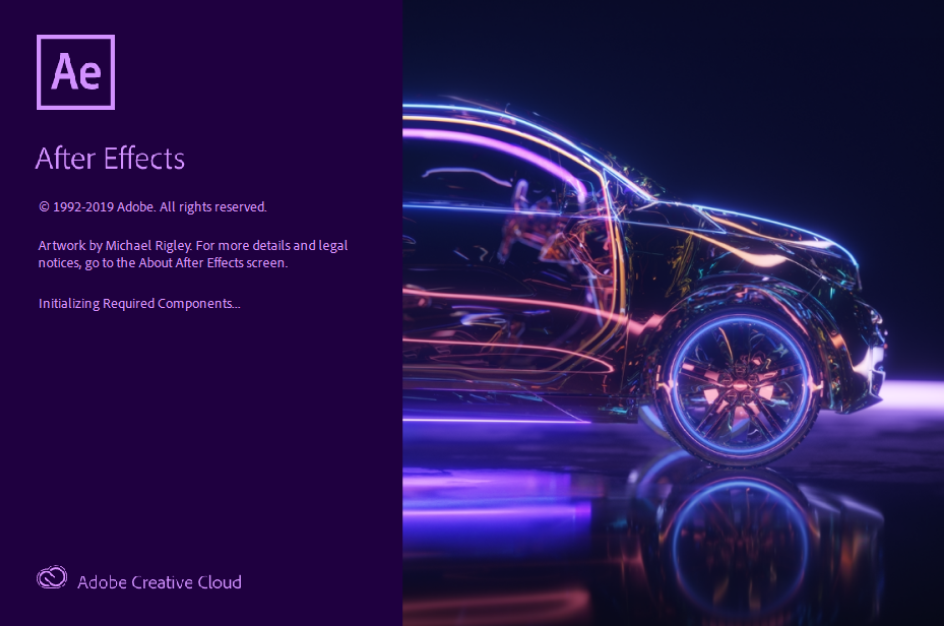 Ae
After Effects
© 1992-2019 Adobe. All rights reserved.
Artwork by Michael Rigley. For more details and legal
notices, go to the About After Effects screen.
Initializing Required Components...
Adobe Creative Cloud